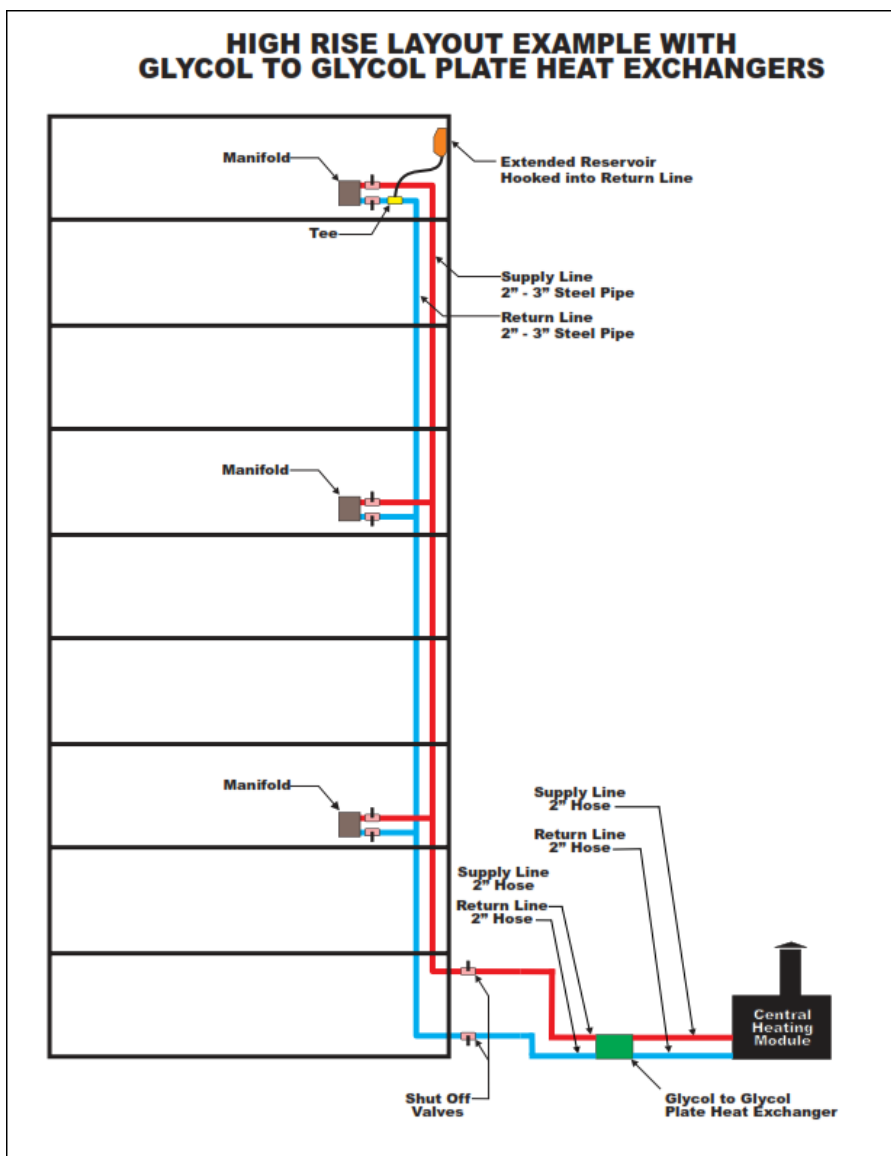 HIGH RISE LAYOUT EXAMPLE WITH
GLYCOL TO GLYCOL PLATE HEAT EXCHANGERS
Manifold
Extended Reservoir
Hooked into Return Line
Tee
Supply Line
2” - 3” Steel Pipe
Return Line
2” - 3” Steel Pipe
Manifold
Manifold
Supply Line
2” Hose
Return Line
2” Hose
Supply Line
2” Hose
Return Line
2” Hose
Central
Heating
Module
Shut Off
Valves
Glycol to Glycol
Plate Heat Exchanger